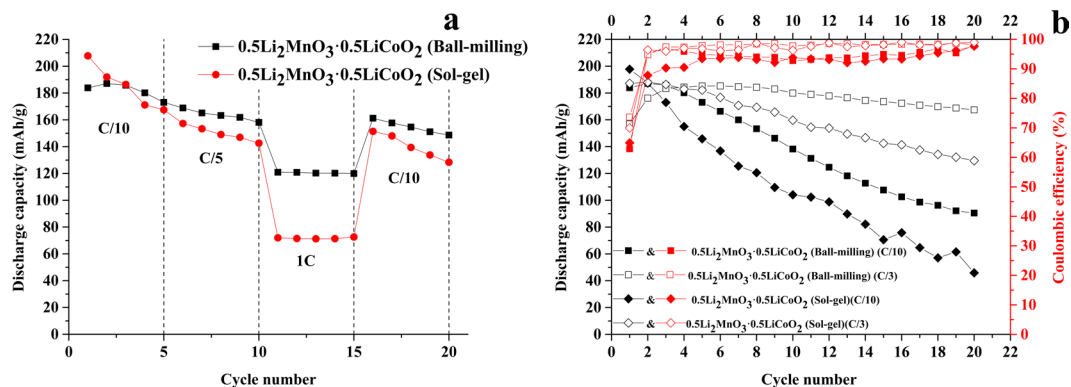 a
0.5Li₂MnO₃·0.5LiCoO₂ (Ball-milling)
0.5Li₂MnO₃·0.5LiCoO₂ (Sol-gel)
220
200
180
160
140
120
100
80
60
40
20
0
Discharge capacity (mAh/g)
C/10
C/5
1C
C/10
0 5 10 15 20
Cycle number
b
0 2 4 6 8 10 12 14 16 18 20 22
220
200
180
160
140
120
100
80
60
40
20
0
Discharge capacity (mAh/g)
& 0.5Li₂MnO₃·0.5LiCoO₂ (Ball-milling) (C/10)
& 0.5Li₂MnO₃·0.5LiCoO₂ (Ball-milling) (C/3)
& 0.5Li₂MnO₃·0.5LiCoO₂ (Sol-gel)(C/10)
& 0.5Li₂MnO₃·0.5LiCoO₂ (Sol-gel)(C/3)
100
90
80
70
60
50
40
30
20
10
0
Coulombic efficiency (%)
0 2 4 6 8 10 12 14 16 18 20 22
Cycle number